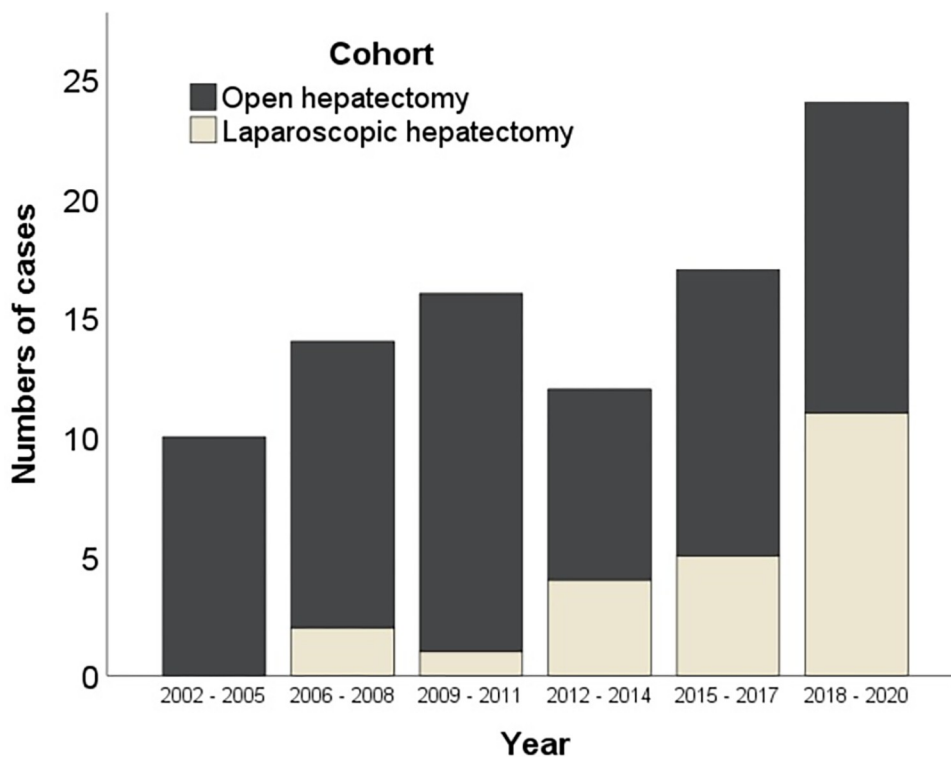 Cohort
Open hepatectomy
Laparoscopic hepatectomy
Numbers of cases
25
20
15
10
5
0
2002 - 2005 2006 - 2008 2009 - 2011 2012 - 2014 2015 - 2017 2018 - 2020
Year